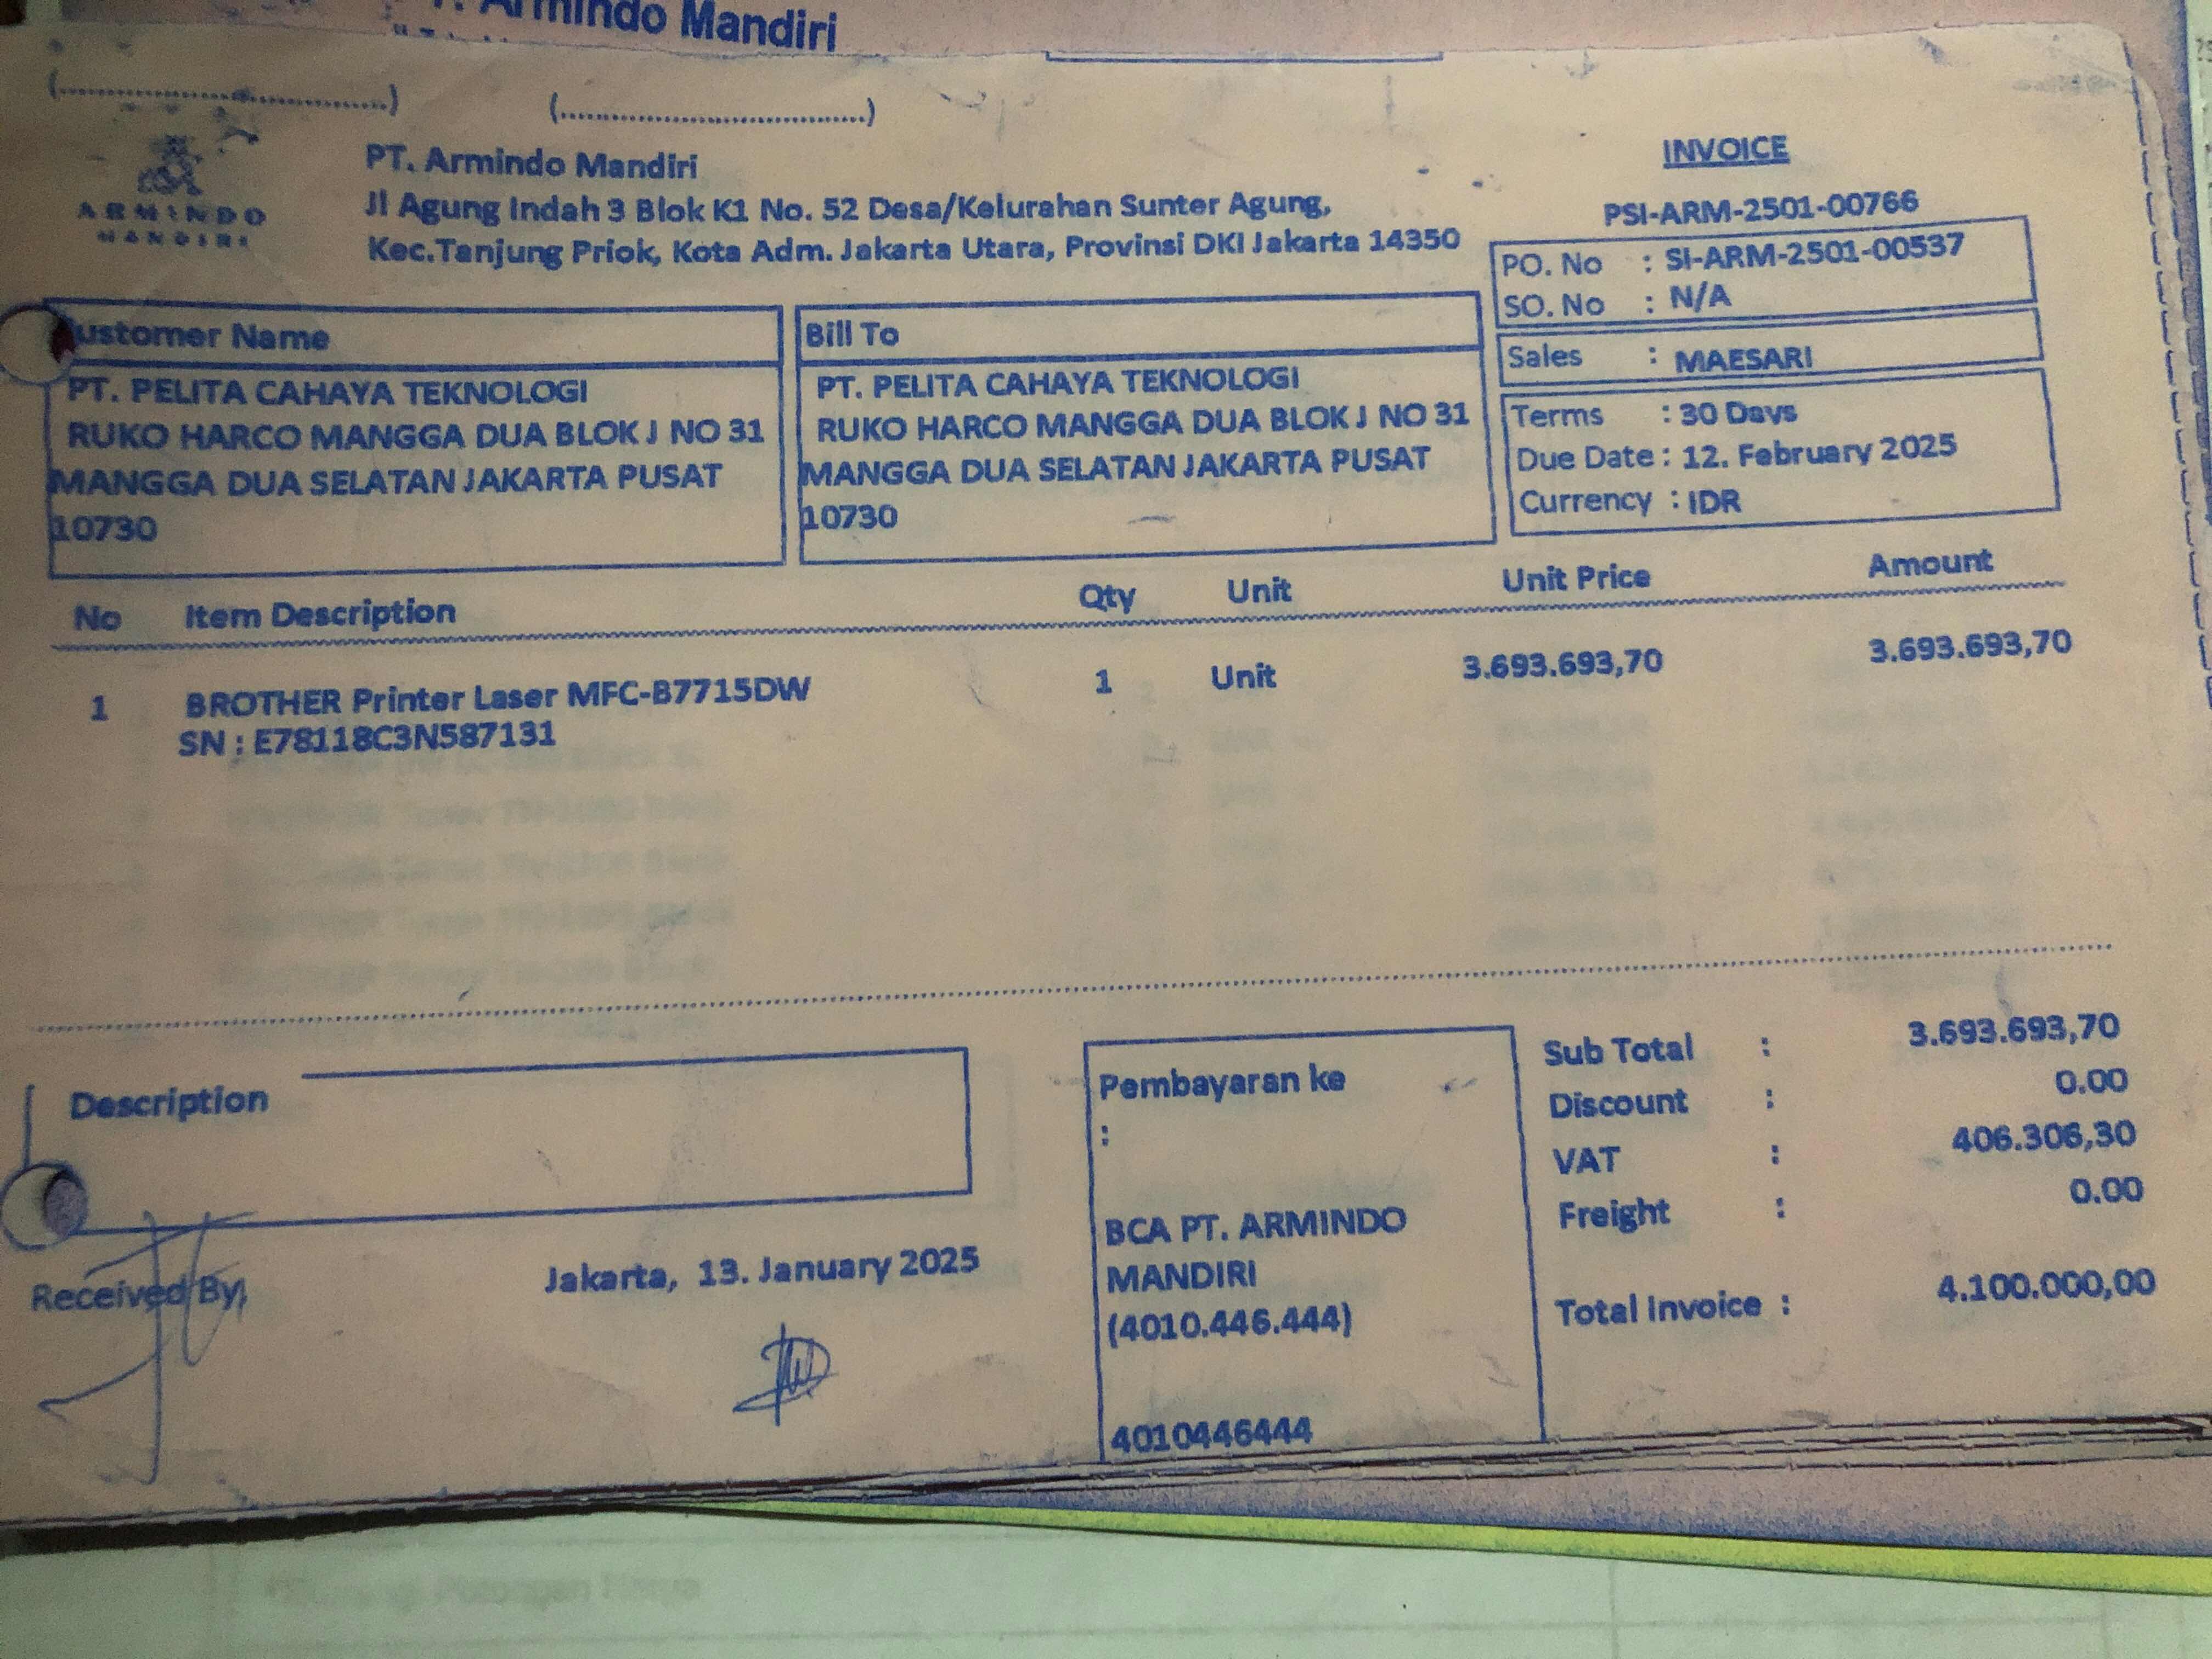 Armindo Mandiri
(..................................) (..................................)
ARMINDO
MANDIRI
PT. Armindo Mandiri
Jl Agung Indah 3 Blok K1 No. 52 Desa/Kelurahan Sunter Agung,
Kec.Tanjung Priok, Kota Adm. Jakarta Utara, Provinsi DKI Jakarta 14350
INVOICE
PSI-ARM-2501-00766
PO. No : SI-ARM-2501-00537
SO. No : N/A
Sales : MAESARI
Terms : 30 Days
Due Date : 12. February 2025
Currency : IDR
ustomer Name
PT. PELITA CAHAYA TEKNOLOGI
RUKO HARCO MANGGA DUA BLOK J NO 31
MANGGA DUA SELATAN JAKARTA PUSAT
10730
Bill To
PT. PELITA CAHAYA TEKNOLOGI
RUKO HARCO MANGGA DUA BLOK J NO 31
MANGGA DUA SELATAN JAKARTA PUSAT
10730
No Item Description Qty Unit Unit Price Amount
1 BROTHER Printer Laser MFC-B7715DW 1 Unit 3.693.693,70 3.693.693,70
SN : E78118C3N587131
Description
Received By,
Jakarta, 13. January 2025
Pembayaran ke
:
BCA PT. ARMINDO
MANDIRI
(4010.446.444)
4010446444
Sub Total : 3.693.693,70
Discount : 0.00
VAT : 406.306,30
Freight : 0.00
Total Invoice : 4.100.000,00